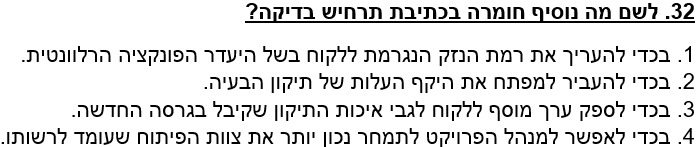 32. לשם מה נוסיף חומרה בכתיבת תרחיש בדיקה?
1. בכדי להעריך את רמת הנזק הנגרמת ללקוח בשל היעדר הפונקציה הרלוונטית.
2. בכדי להעביר למפתח את היקף העלות של תיקון הבעיה.
3. בכדי לספק ערך מוסף ללקוח לגבי איכות התיקון שקיבל בגרסה החדשה.
4. בכדי לאפשר למנהל הפרויקט לתמחר נכון יותר את צוות הפיתוח שעומד לרשותו.